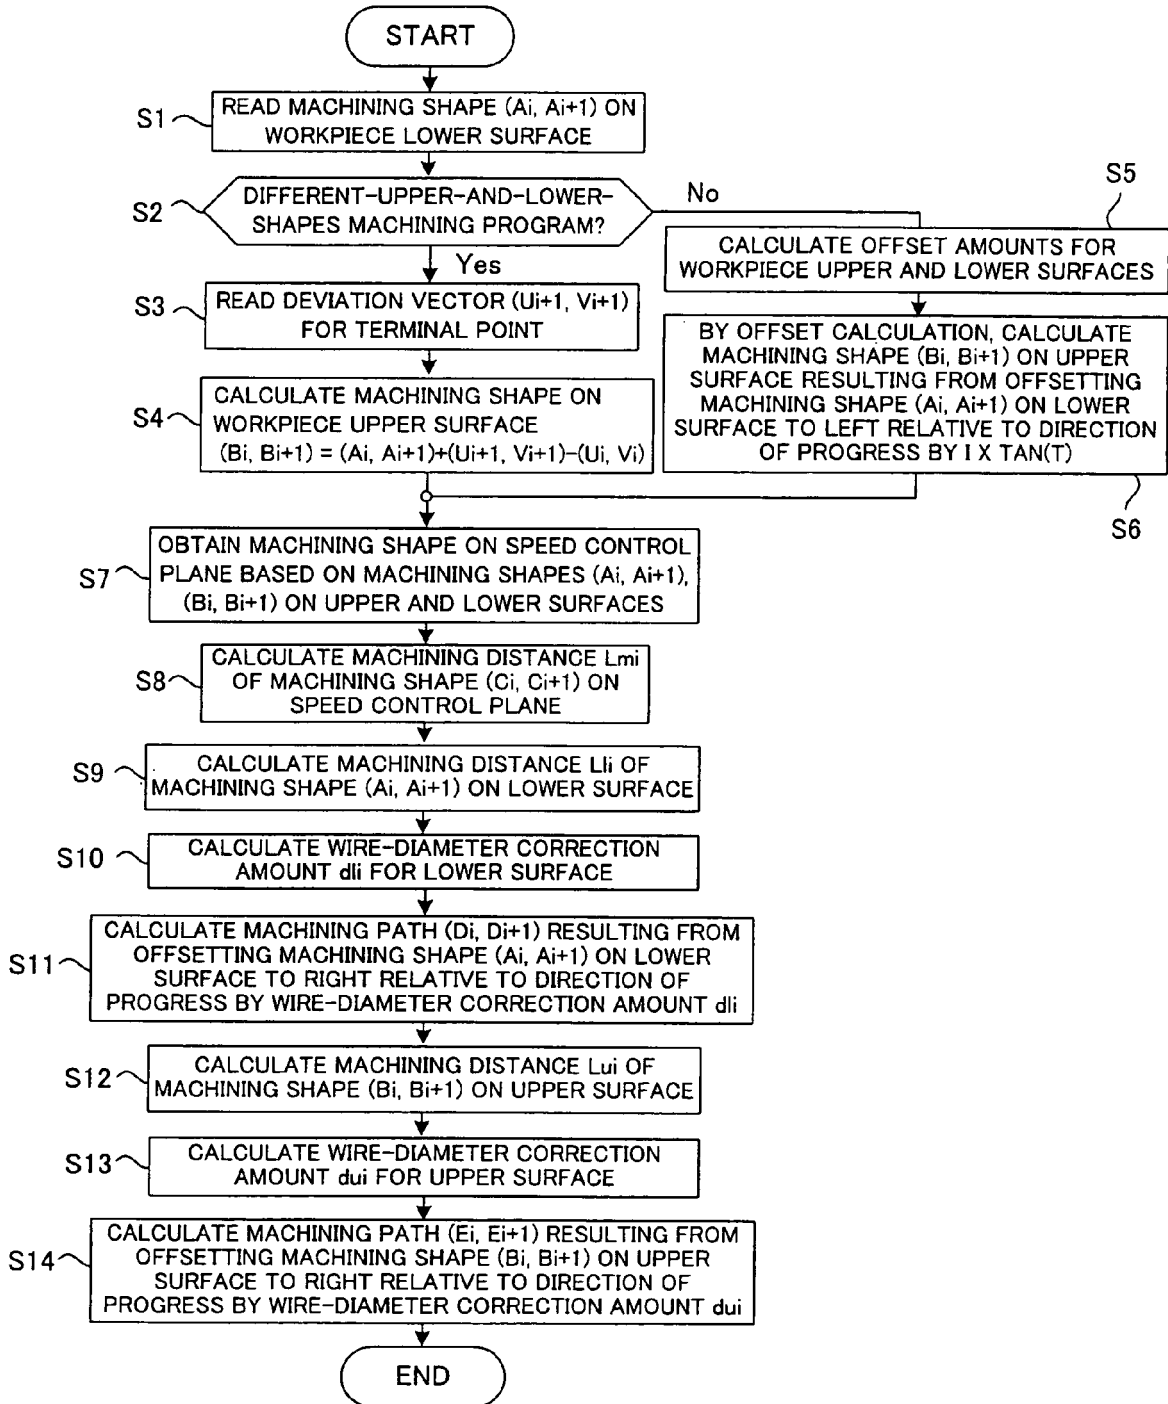 START
S1
READ MACHINING SHAPE (Ai, Ai+1) ON
WORKPIECE LOWER SURFACE
S2
DIFFERENT-UPPER-AND-LOWER-
SHAPES MACHINING PROGRAM?
No
Yes
S5
CALCULATE OFFSET AMOUNTS FOR
WORKPIECE UPPER AND LOWER SURFACES
S3
READ DEVIATION VECTOR (Ui+1, Vi+1)
FOR TERMINAL POINT
S4
CALCULATE MACHINING SHAPE ON
WORKPIECE UPPER SURFACE
(Bi, Bi+1) = (Ai, Ai+1)+(Ui+1, Vi+1)-(Ui, Vi)
BY OFFSET CALCULATION, CALCULATE
MACHINING SHAPE (Bi, Bi+1) ON UPPER
SURFACE RESULTING FROM OFFSETTING
MACHINING SHAPE (Ai, Ai+1) ON LOWER
SURFACE TO LEFT RELATIVE TO DIRECTION
OF PROGRESS BY I X TAN(T)
S6
S7
OBTAIN MACHINING SHAPE ON SPEED CONTROL
PLANE BASED ON MACHINING SHAPES (Ai, Ai+1),
(Bi, Bi+1) ON UPPER AND LOWER SURFACES
S8
CALCULATE MACHINING DISTANCE Lmi
OF MACHINING SHAPE (Ci, Ci+1) ON
SPEED CONTROL PLANE
S9
CALCULATE MACHINING DISTANCE Lli OF
MACHINING SHAPE (Ai, Ai+1) ON LOWER SURFACE
S10
CALCULATE WIRE-DIAMETER CORRECTION
AMOUNT dli FOR LOWER SURFACE
S11
CALCULATE MACHINING PATH (Di, Di+1) RESULTING FROM
OFFSETTING MACHINING SHAPE (Ai, Ai+1) ON LOWER
SURFACE TO RIGHT RELATIVE TO DIRECTION OF
PROGRESS BY WIRE-DIAMETER CORRECTION AMOUNT dli
S12
CALCULATE MACHINING DISTANCE Lui OF
MACHINING SHAPE (Bi, Bi+1) ON UPPER SURFACE
S13
CALCULATE WIRE-DIAMETER CORRECTION
AMOUNT dui FOR UPPER SURFACE
S14
CALCULATE MACHINING PATH (Ei, Ei+1) RESULTING FROM
OFFSETTING MACHINING SHAPE (Bi, Bi+1) ON UPPER
SURFACE TO RIGHT RELATIVE TO DIRECTION OF
PROGRESS BY WIRE-DIAMETER CORRECTION AMOUNT dui
END